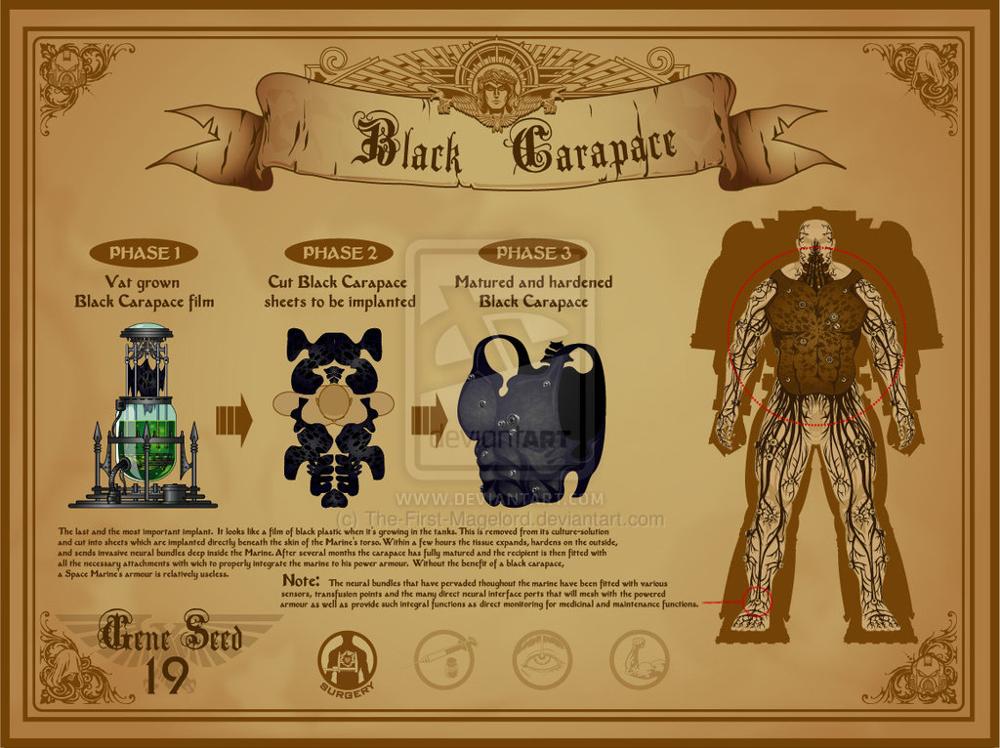 Black Carapace
PHASE 1
Vat grown
Black Carapace film
PHASE 2
Cut Black Carapace
sheets to be implanted
PHASE 3
Matured and hardened
Black Carapace
deviantART
WWW.DEVIANTART.COM
(c) The-First-Magelord.deviantart.com
The last and the most important implant. It looks like a film of black plastic when it's growing in the tanks. This is removed from its culture-solution
and cut into sheets which are implanted directly beneath the skin of the Marine's torso. Within a few hours the tissue expands, hardens on the outside,
and sends invasive neural bundles deep inside the Marine. After several months the carapace has fully matured and the recipient is then fitted with
all the necessary attachments with wich to properly integrate the marine to his power armour. Without the benefit of a black carapace,
a Space Marine's armour is relatively useless.
Note: The neural bundles that have pervaded thoughout the marine have been fitted with various
sensors, transfusion points and the many direct neural interface ports that will mesh with the powered
armour as well as provide such integral functions as direct monitoring for medicinal and maintenance functions.
Gene Seed
19
SURGERY